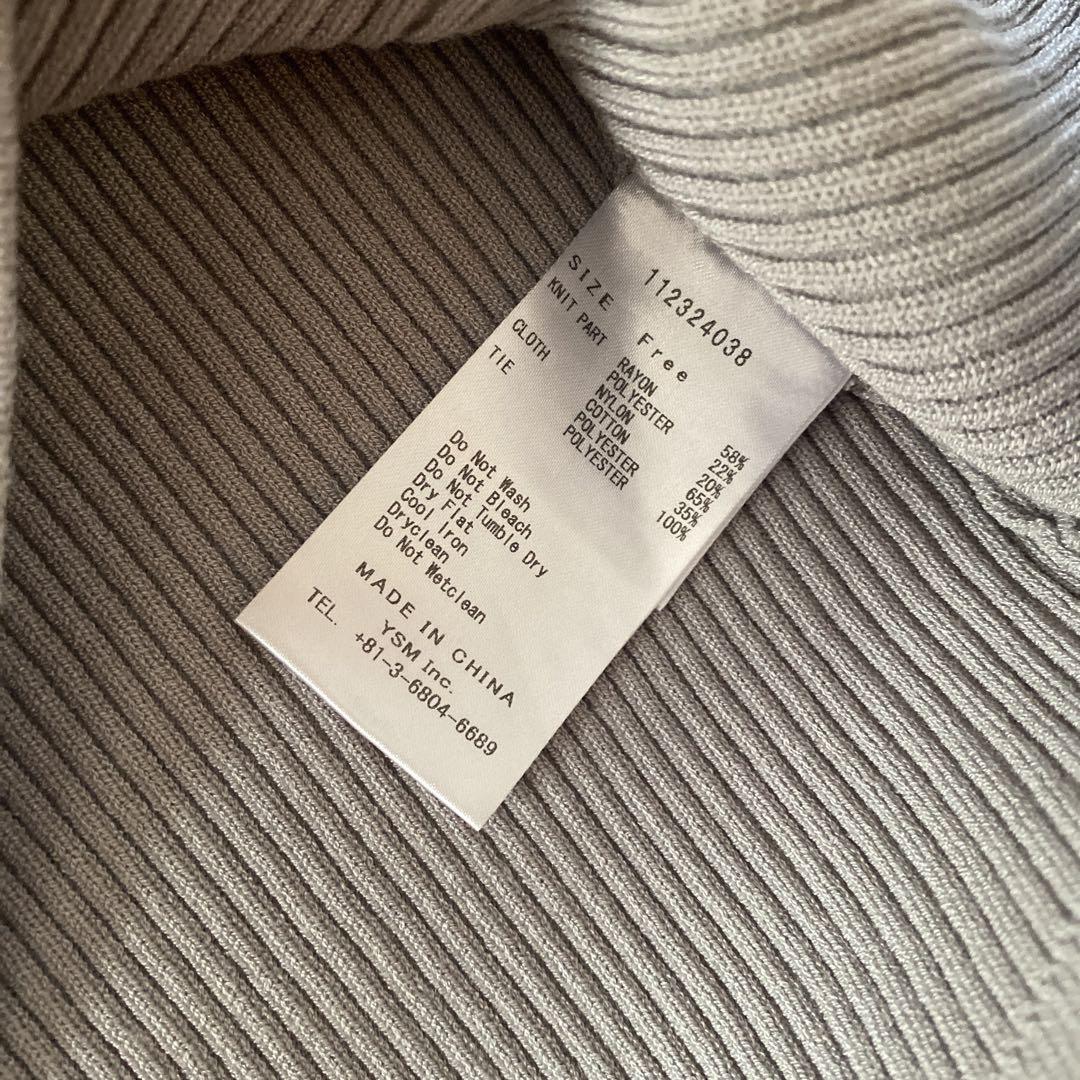 112324038
SIZE Free
KNIT PART RAYON 58%
POLYESTER 22%
NYLON 20%
CLOTH COTTON 65%
POLYESTER 35%
TIE POLYESTER 100%
Do Not Wash
Do Not Bleach
Do Not Tumble Dry
Dry Flat
Cool Iron
Dryclean
Do Not Wetclean
MADE IN CHINA
YSM Inc.
TEL. +81-3-6804-6689